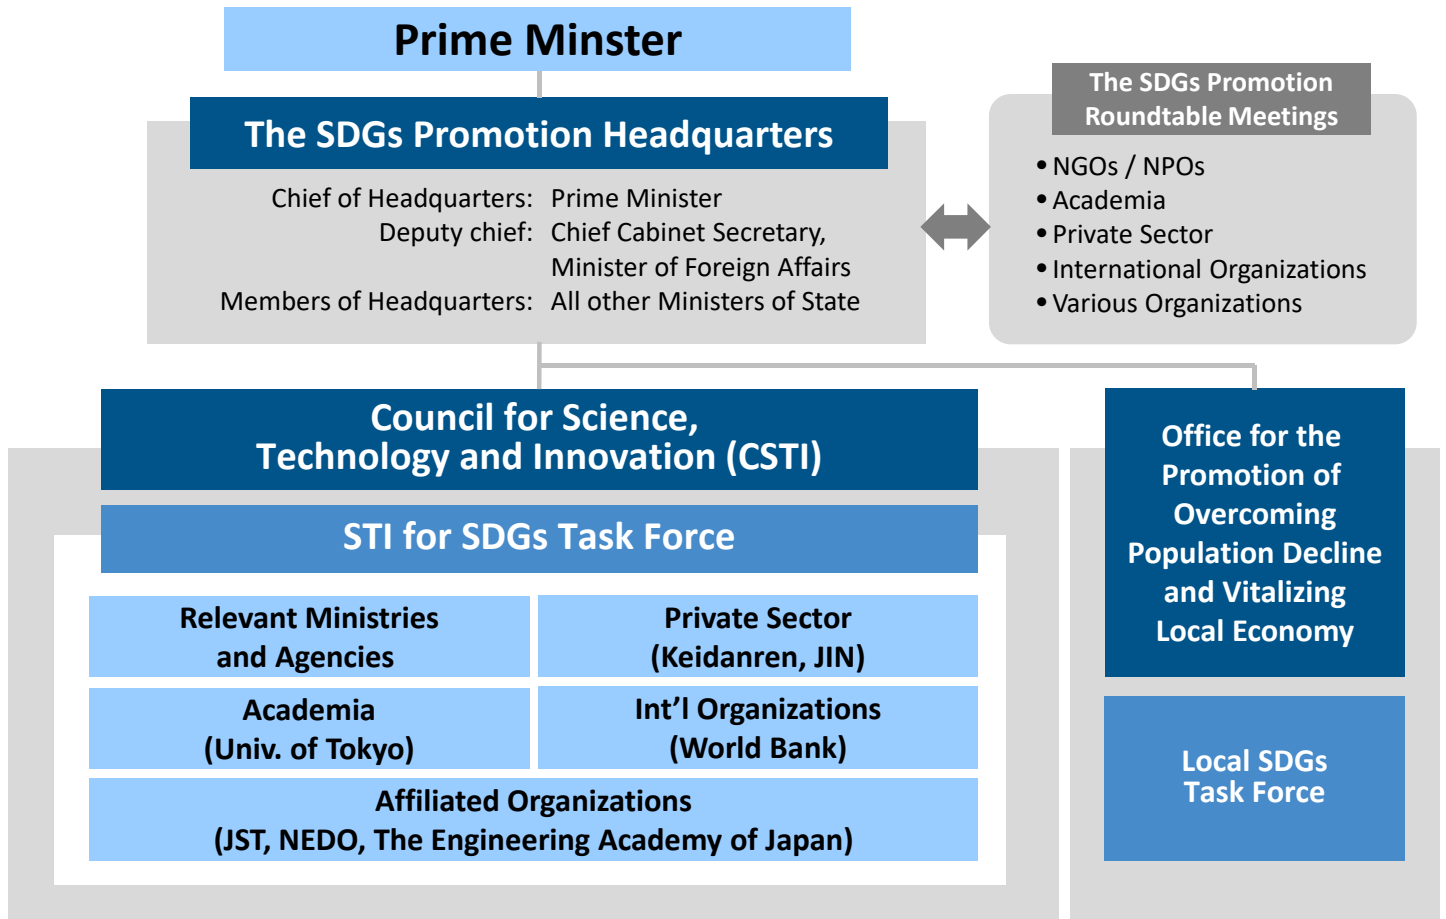 Prime Minster
The SDGs Promotion Headquarters
Chief of Headquarters: Prime Minister
Deputy chief: Chief Cabinet Secretary,
Minister of Foreign Affairs
Members of Headquarters: All other Ministers of State
The SDGs Promotion
Roundtable Meetings
• NGOs / NPOs
• Academia
• Private Sector
• International Organizations
• Various Organizations
Council for Science,
Technology and Innovation (CSTI)
STI for SDGs Task Force
Relevant Ministries
and Agencies
Private Sector
(Keidanren, JIN)
Academia
(Univ. of Tokyo)
Int’l Organizations
(World Bank)
Affiliated Organizations
(JST, NEDO, The Engineering Academy of Japan)
Office for the
Promotion of
Overcoming
Population Decline
and Vitalizing
Local Economy
Local SDGs
Task Force